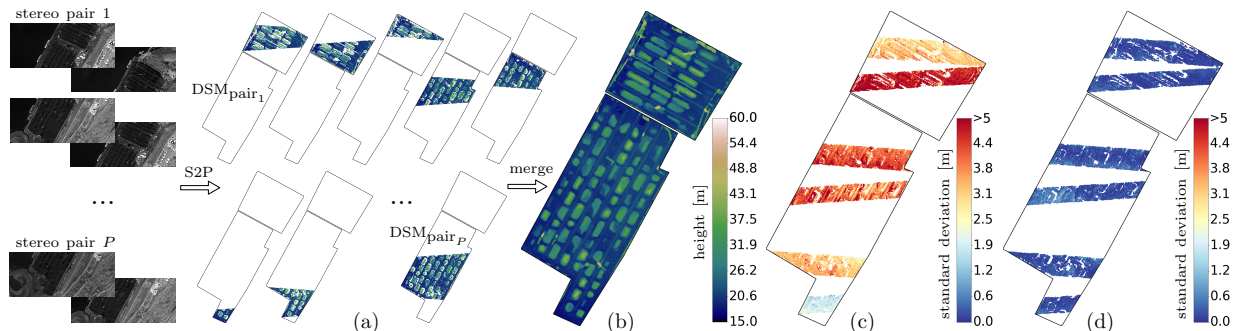 stereo pair 1
...
stereo pair P
S2P
DSMpair1
...
DSMpairP
(a)
merge
(b)
height [m]
60.0
54.4
48.8
43.1
37.5
31.9
26.2
20.6
15.0
(c)
standard deviation [m]
>5
4.4
3.8
3.1
2.5
1.9
1.2
0.6
0.0
(d)
standard deviation [m]
>5
4.4
3.8
3.1
2.5
1.9
1.2
0.6
0.0